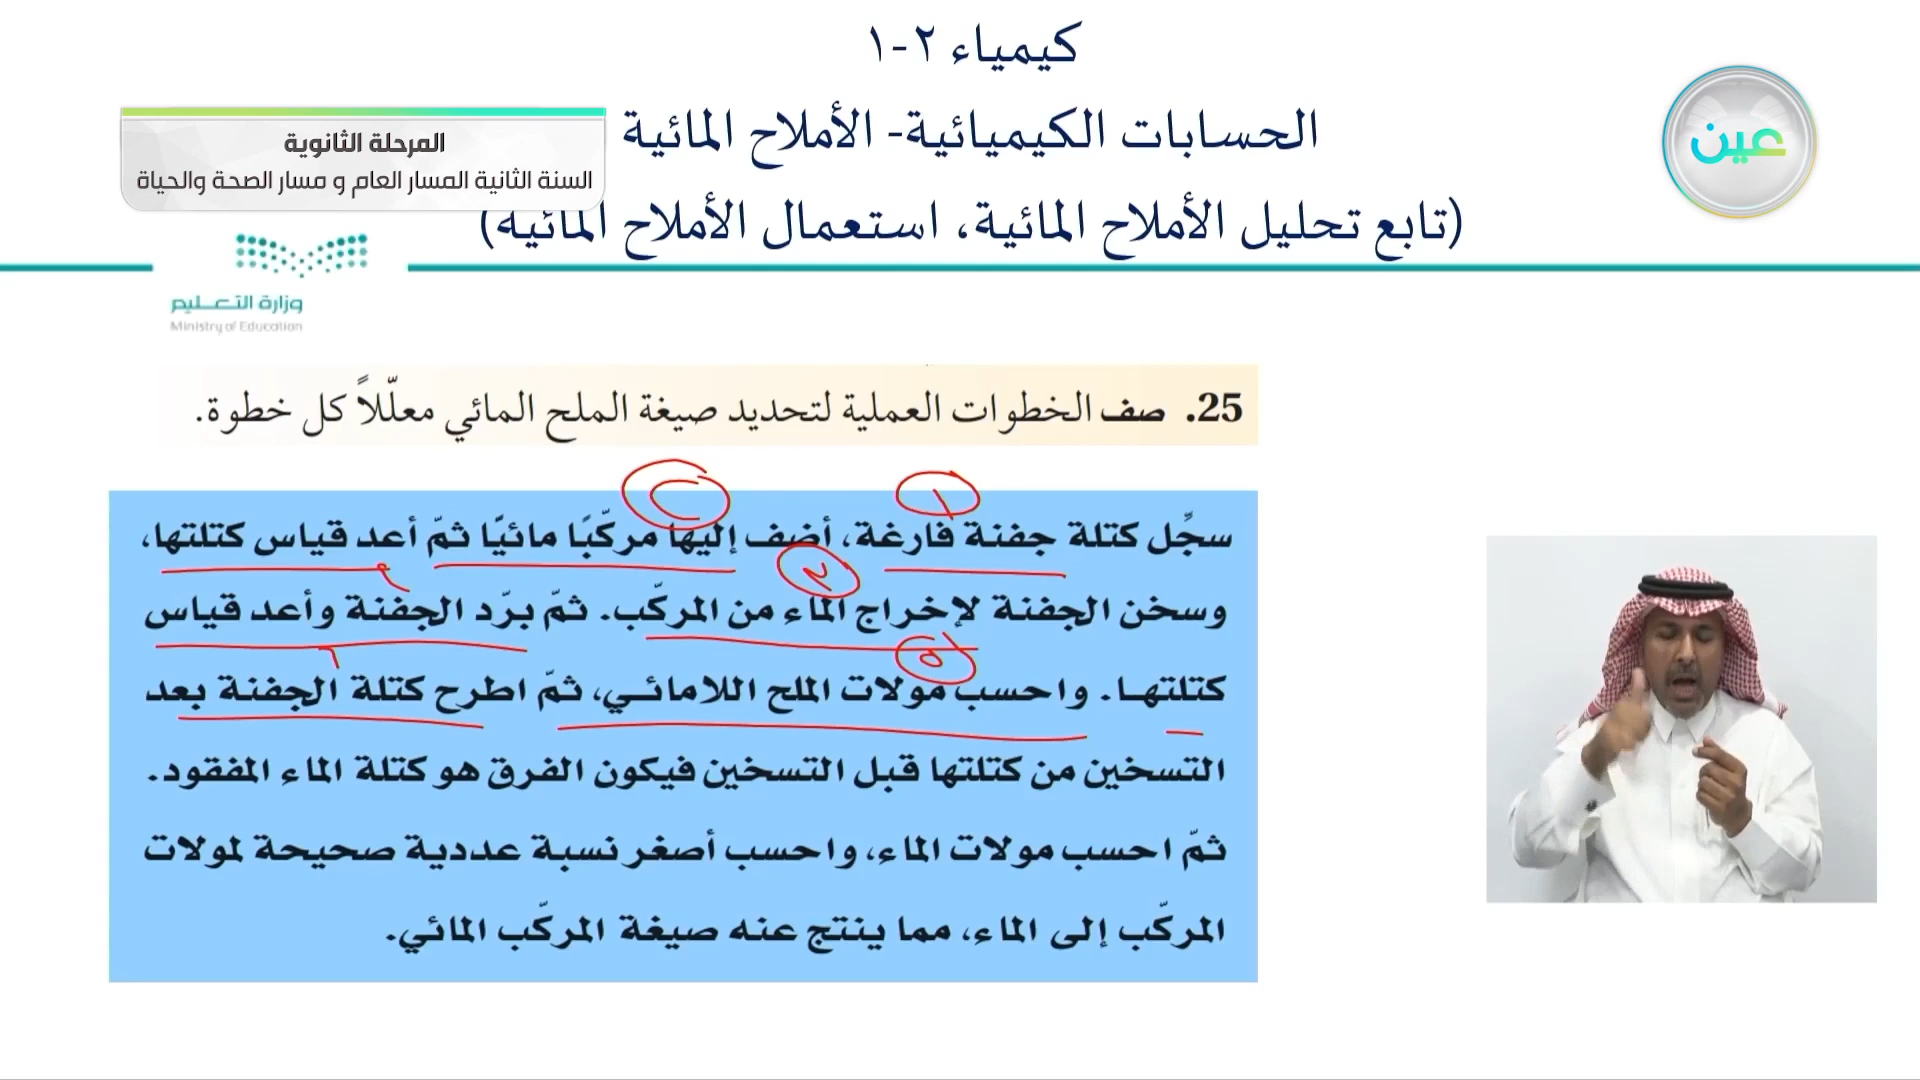 كيمياء ٢-١
الحسابات الكيميائية- الأملاح المائية
(تابع تحليل الأملاح المائية، استعمال الأملاح المائية)
المرحلة الثانوية
السنة الثانية المسار العام و مسار الصحة والحياة
عين
وزارة التعليم
Ministry of Education
25. صف الخطوات العملية لتحديد صيغة الملح المائي معلّلاً كل خطوة.
١
٢
سجِّل كتلة جفنة فارغة، أضف إليها مركّبًا مائيًّا ثمّ أعد قياس كتلتها،
وسخن الجفنة لإخراج الماء من المركّب. ثمّ برّد الجفنة وأعد قياس
٥
كتلتها. واحسب مولات الملح اللامائي، ثمّ اطرح كتلة الجفنة بعد
التسخين من كتلتها قبل التسخين فيكون الفرق هو كتلة الماء المفقود.
ثمّ احسب مولات الماء، واحسب أصغر نسبة عددية صحيحة لمولات
المركّب إلى الماء، مما ينتج عنه صيغة المركّب المائي.